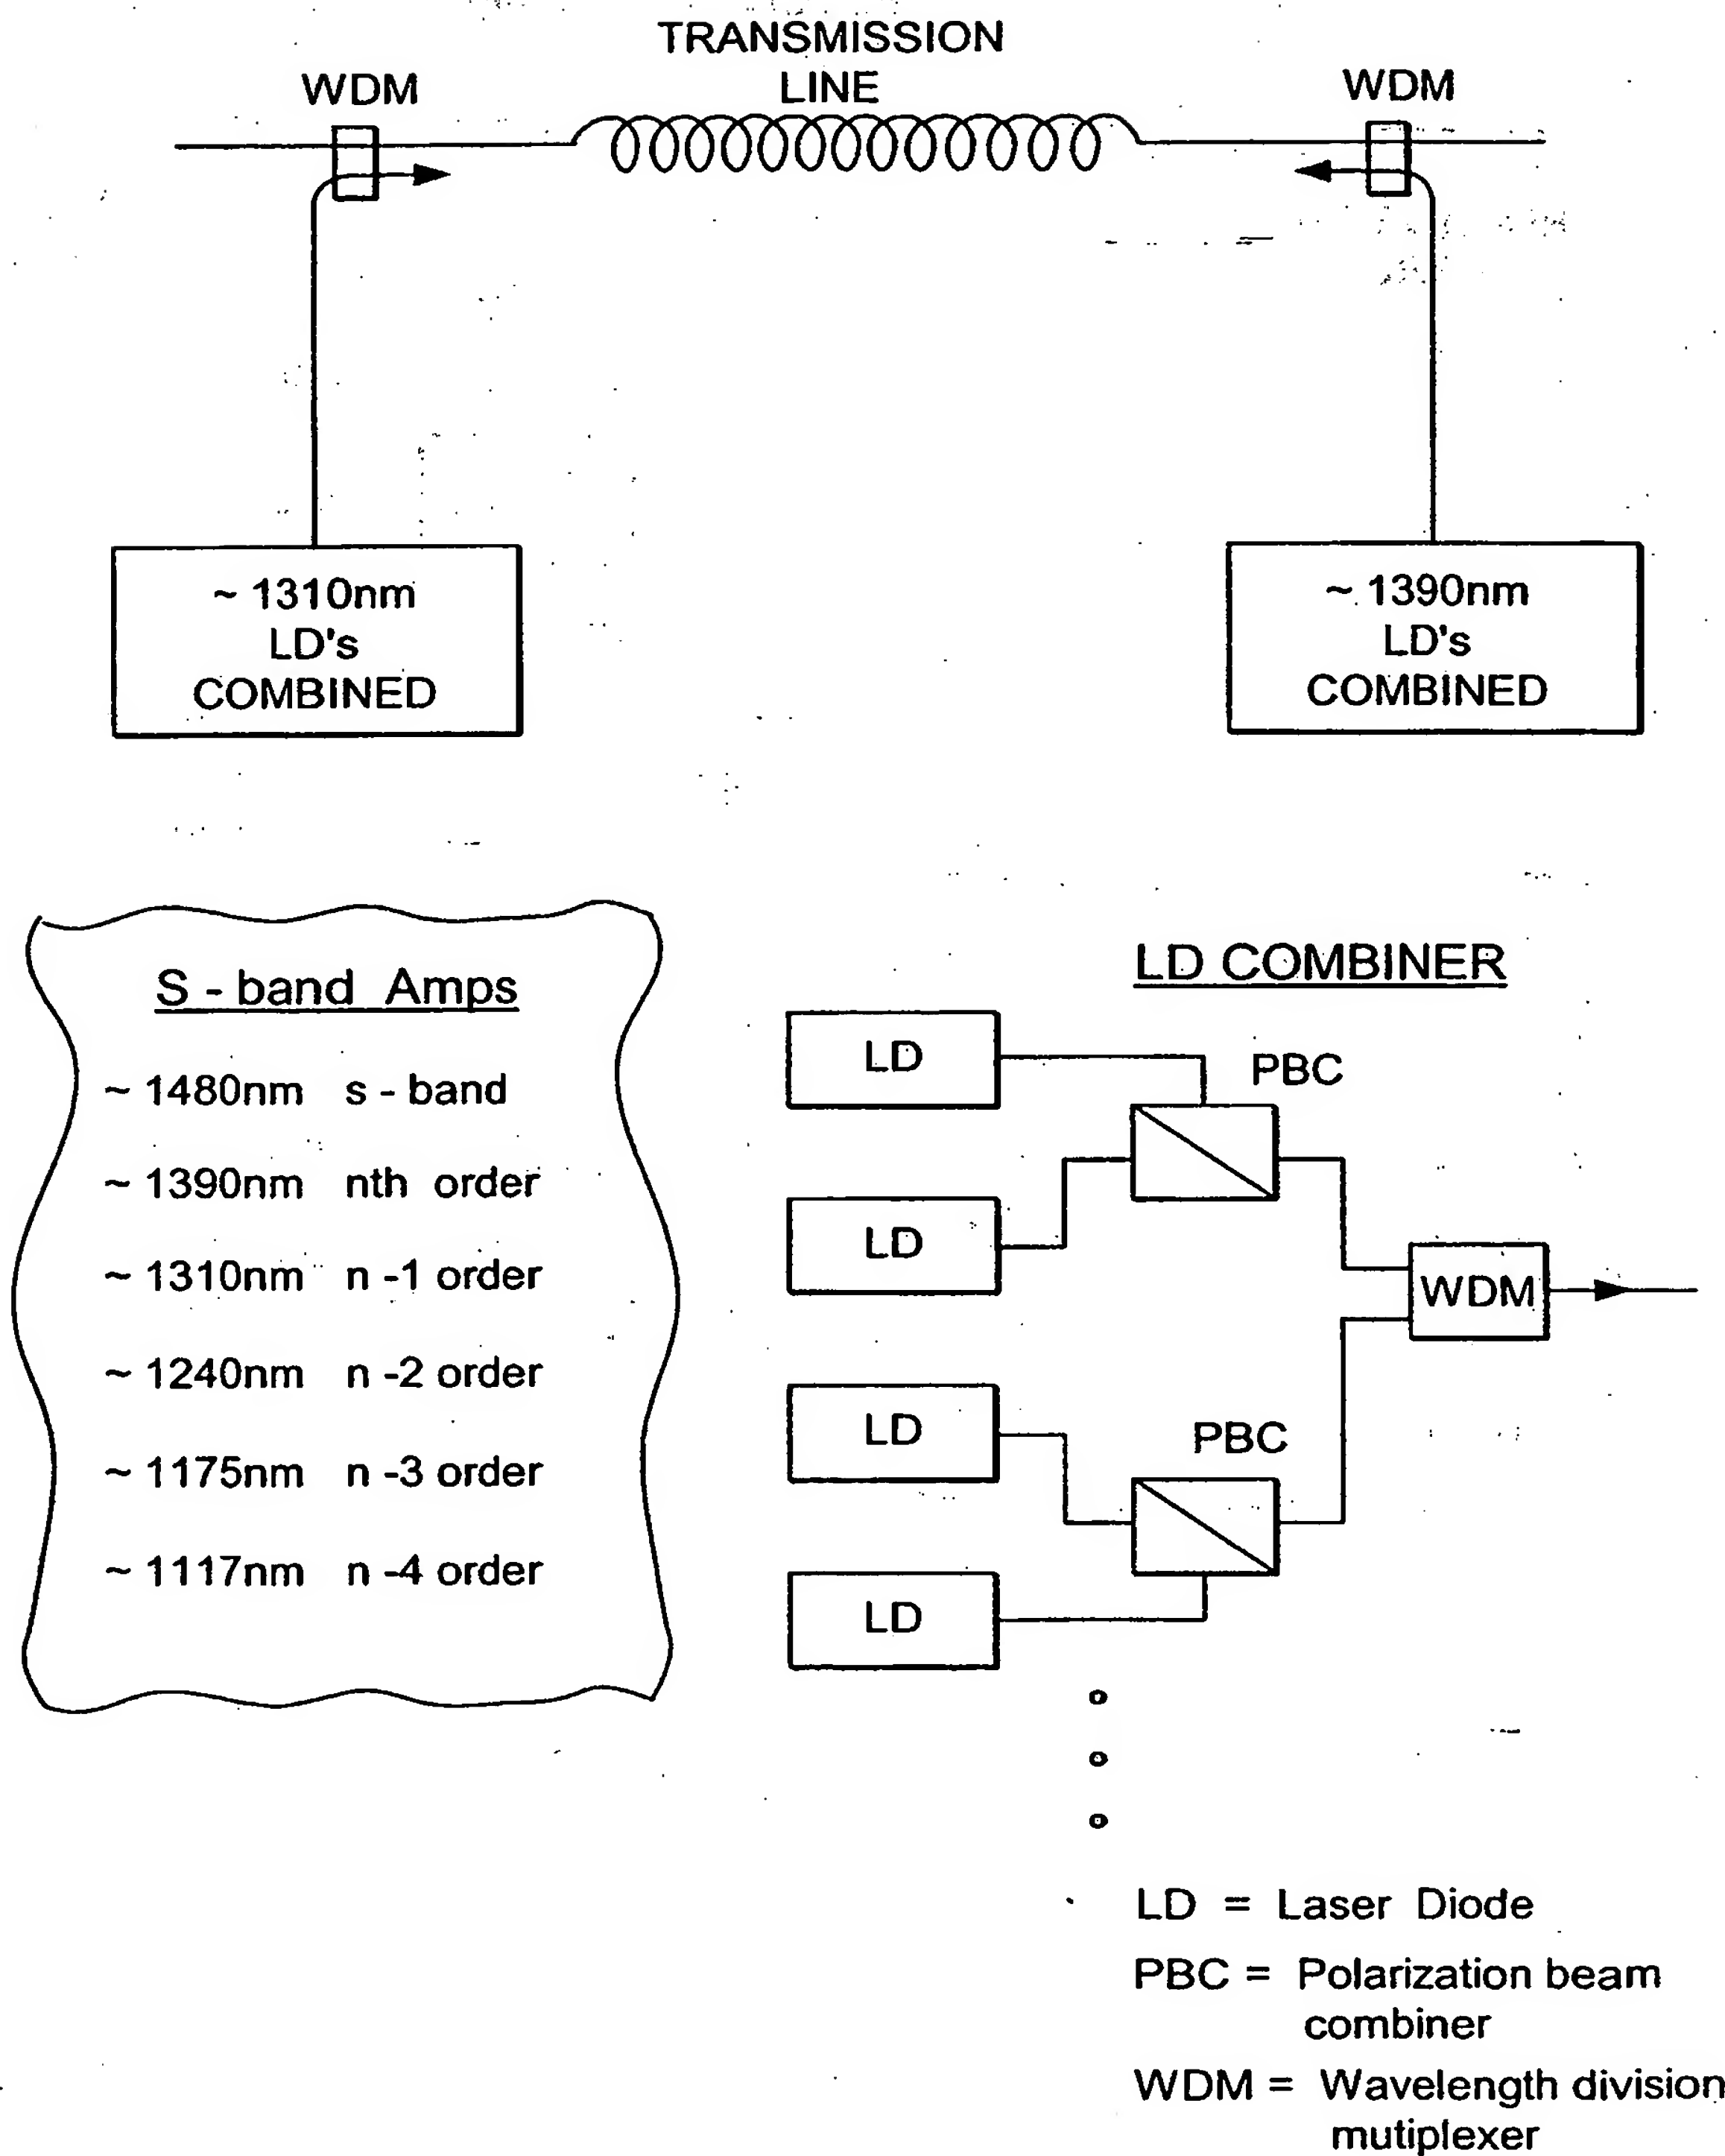 TRANSMISSION
LINE
WDM
WDM
~ 1310nm
LD's
COMBINED
~ 1390nm
LD's
COMBINED
S - band Amps
~ 1480nm s - band
~ 1390nm nth order
~ 1310nm n -1 order
~ 1240nm n -2 order
~ 1175nm n -3 order
~ 1117nm n -4 order
LD COMBINER
LD
PBC
LD
WDM
LD
PBC
LD
LD = Laser Diode
PBC = Polarization beam
combiner
WDM = Wavelength division
mutiplexer